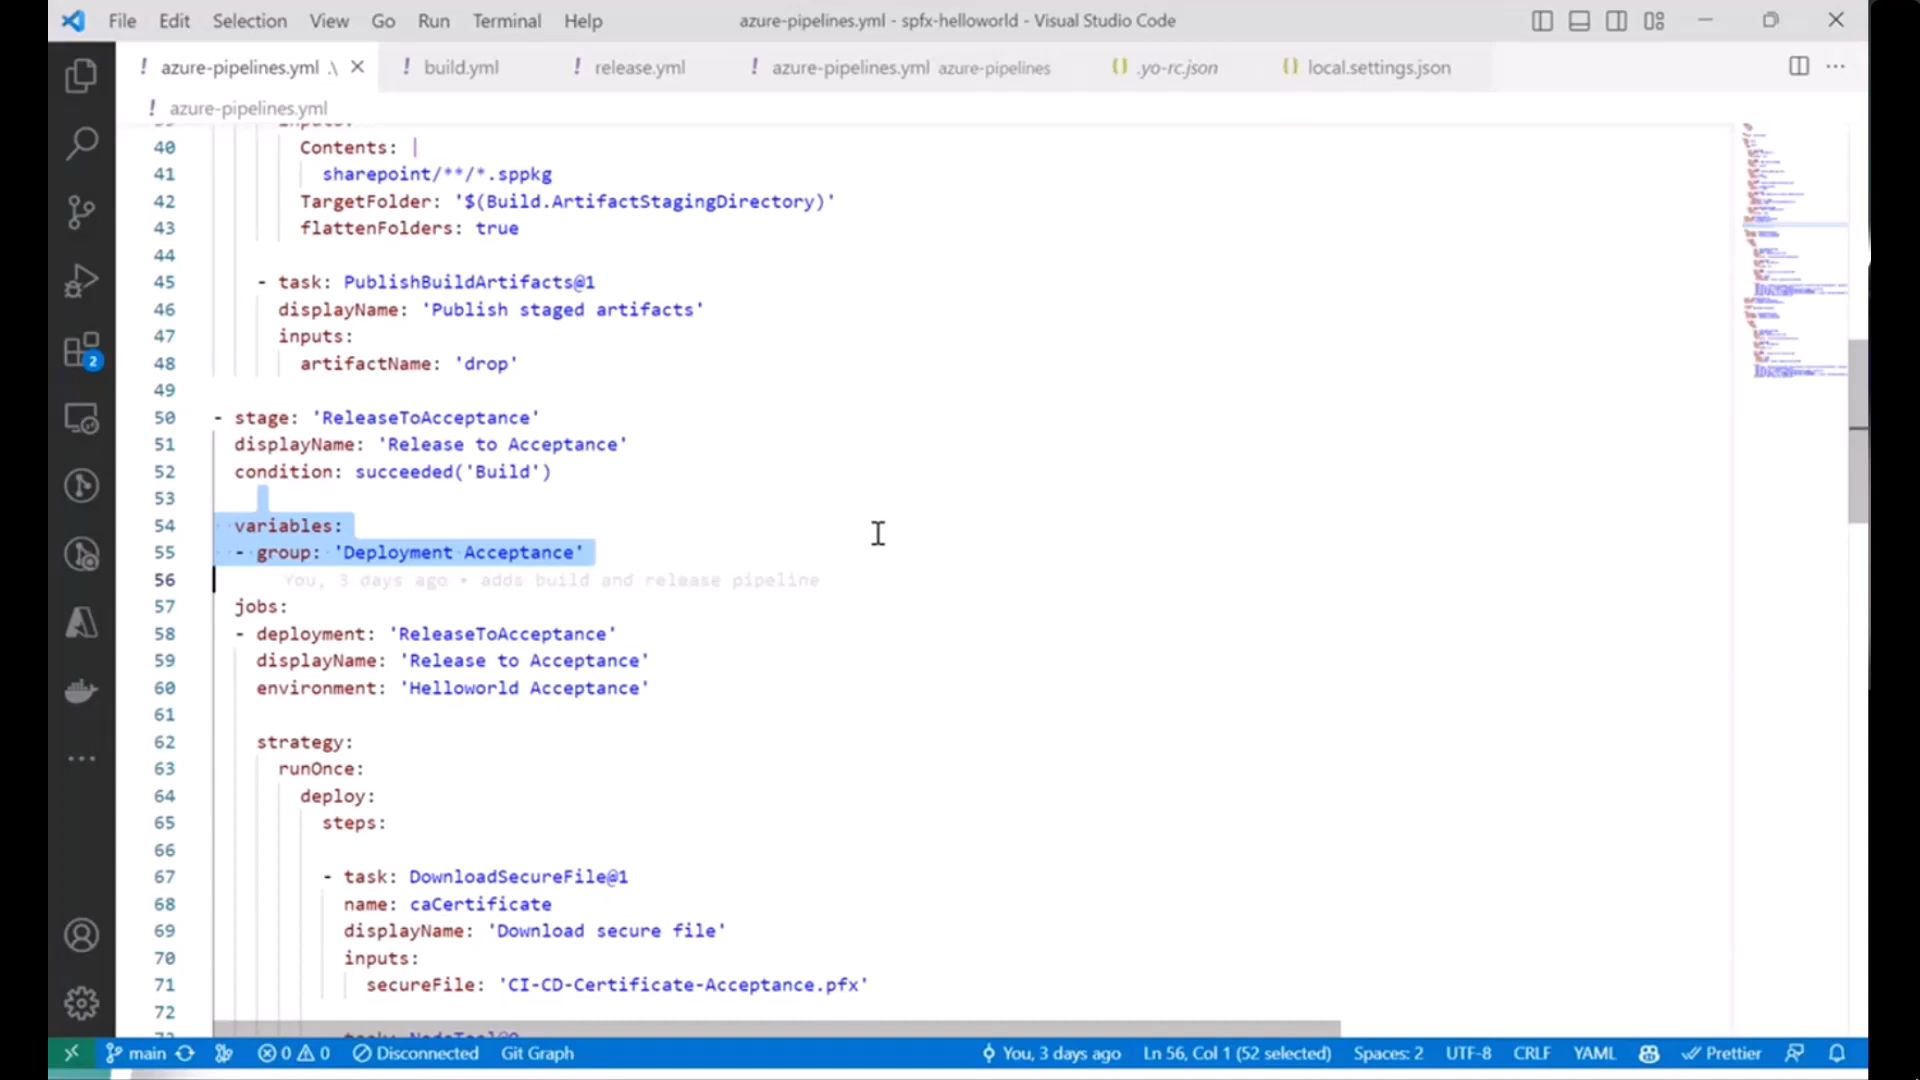 File Edit Selection View Go Run Terminal Help azure-pipelines.yml - spfx-helloworld - Visual Studio Code
! azure-pipelines.yml .\ ! build.yml ! release.yml ! azure-pipelines.yml azure-pipelines {} .yo-rc.json {} local.settings.json
! azure-pipelines.yml
39 inputs:
40 Contents: |
41 sharepoint/**/*.sppkg
42 TargetFolder: '$(Build.ArtifactStagingDirectory)'
43 flattenFolders: true
44
45 - task: PublishBuildArtifacts@1
46 displayName: 'Publish staged artifacts'
47 inputs:
48 artifactName: 'drop'
49
50 - stage: 'ReleaseToAcceptance'
51 displayName: 'Release to Acceptance'
52 condition: succeeded('Build')
53
54 variables:
55 - group: 'Deployment Acceptance'
56 You, 3 days ago • adds build and release pipeline
57 jobs:
58 - deployment: 'ReleaseToAcceptance'
59 displayName: 'Release to Acceptance'
60 environment: 'Helloworld Acceptance'
61
62 strategy:
63 runOnce:
64 deploy:
65 steps:
66
67 - task: DownloadSecureFile@1
68 name: caCertificate
69 displayName: 'Download secure file'
70 inputs:
71 secureFile: 'CI-CD-Certificate-Acceptance.pfx'
72
2
main 0 0 Disconnected Git Graph You, 3 days ago Ln 56, Col 1 (52 selected) Spaces: 2 UTF-8 CRLF YAML Prettier